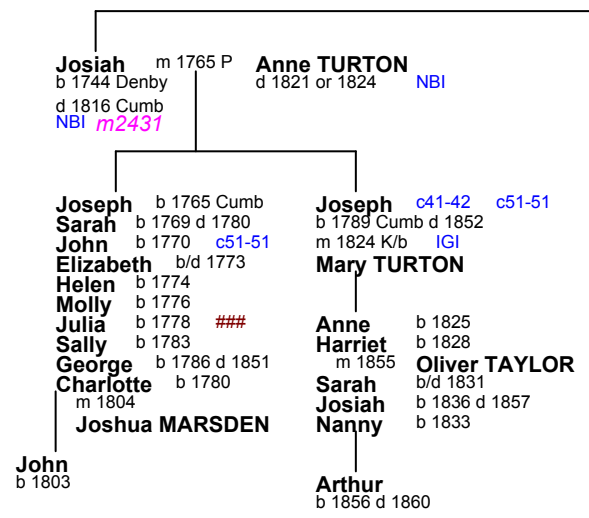 Josiah m 1765 P Anne TURTON
b 1744 Denby d 1821 or 1824 NBI
d 1816 Cumb
NBI m2431
Joseph b 1765 Cumb
Sarah b 1769 d 1780
John b 1770 c51-51
Elizabeth b/d 1773
Helen b 1774
Molly b 1776
Julia b 1778 ###
Sally b 1783
George b 1786 d 1851
Charlotte b 1780
m 1804
Joshua MARSDEN
John
b 1803
Joseph c41-42 c51-51
b 1789 Cumb d 1852
m 1824 K/b IGI
Mary TURTON
Anne b 1825
Harriet b 1828
m 1855 Oliver TAYLOR
Sarah b/d 1831
Josiah b 1836 d 1857
Nanny b 1833
Arthur
b 1856 d 1860